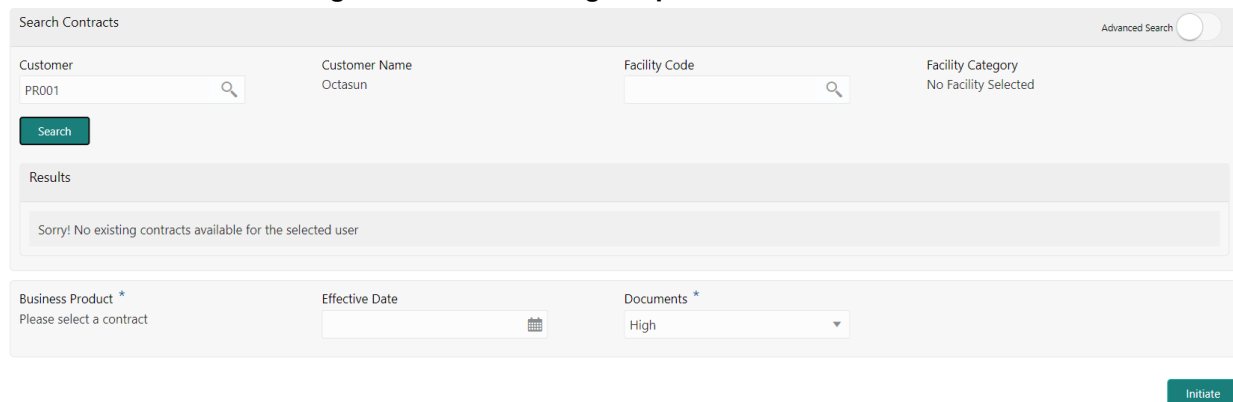 Search Contracts
Advanced Search
Customer
Customer Name
Facility Code
Facility Category
PR001
Octasun
No Facility Selected
Search
Results
Sorry! No existing contracts available for the selected user
Business Product *
Effective Date
Documents *
Please select a contract
High
Initiate